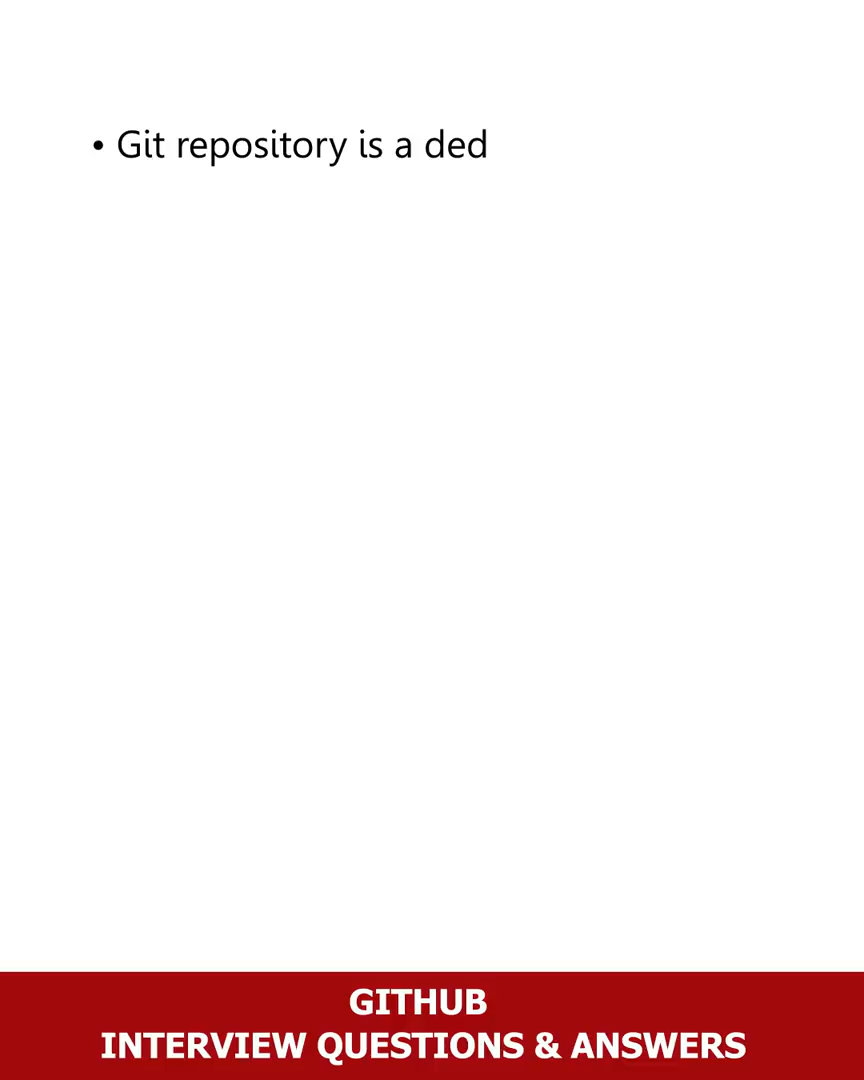 • Git repository is a ded
GITHUB
INTERVIEW QUESTIONS & ANSWERS